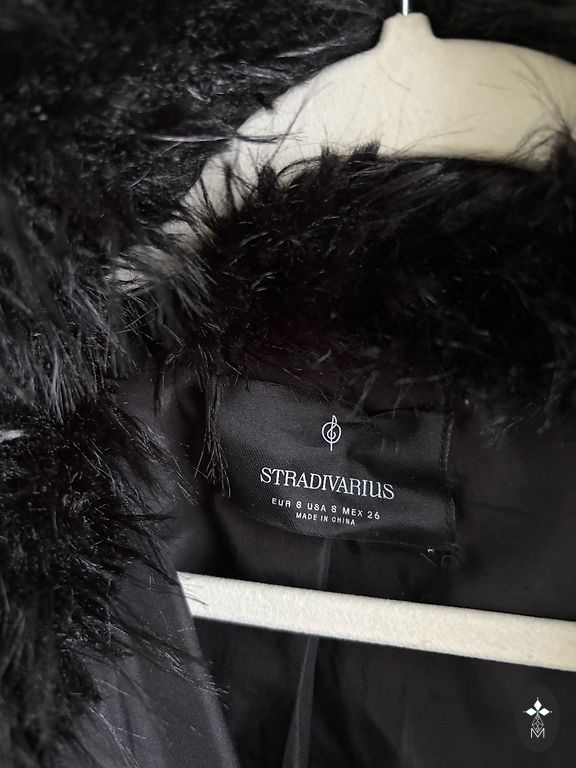 STRADIVARIUS
EUR S USA S MEX 26
MADE IN CHINA
M